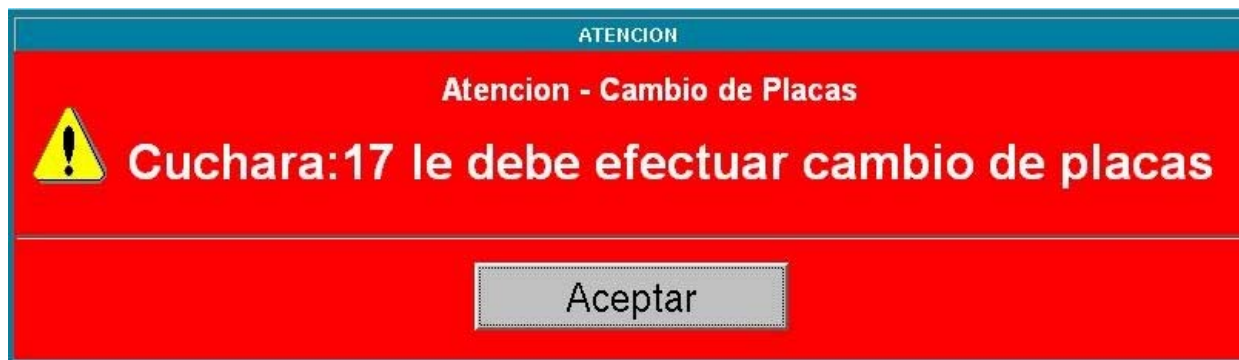 ATENCION
Atencion - Cambio de Placas
Cuchara:17 le debe efectuar cambio de placas
Aceptar